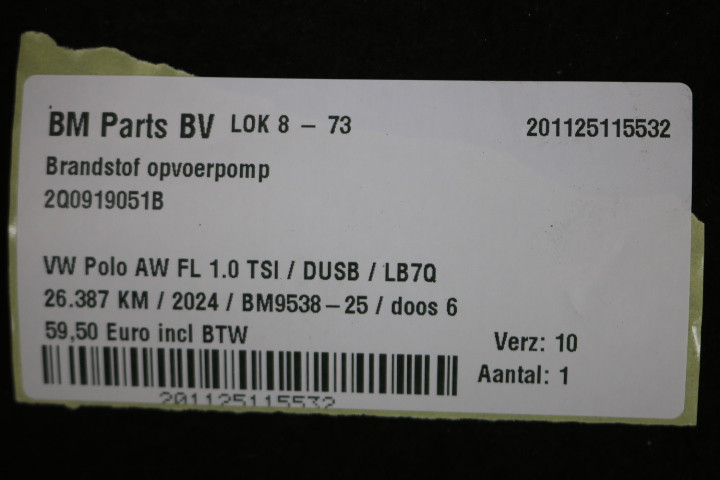 BM Parts BV LOK 8 – 73 201125115532
Brandstof opvoerpomp
2Q0919051B
VW Polo AW FL 1.0 TSI / DUSB / LB7Q
26.387 KM / 2024 / BM9538–25 / doos 6
59,50 Euro incl BTW
Verz: 10
Aantal: 1
201125115532